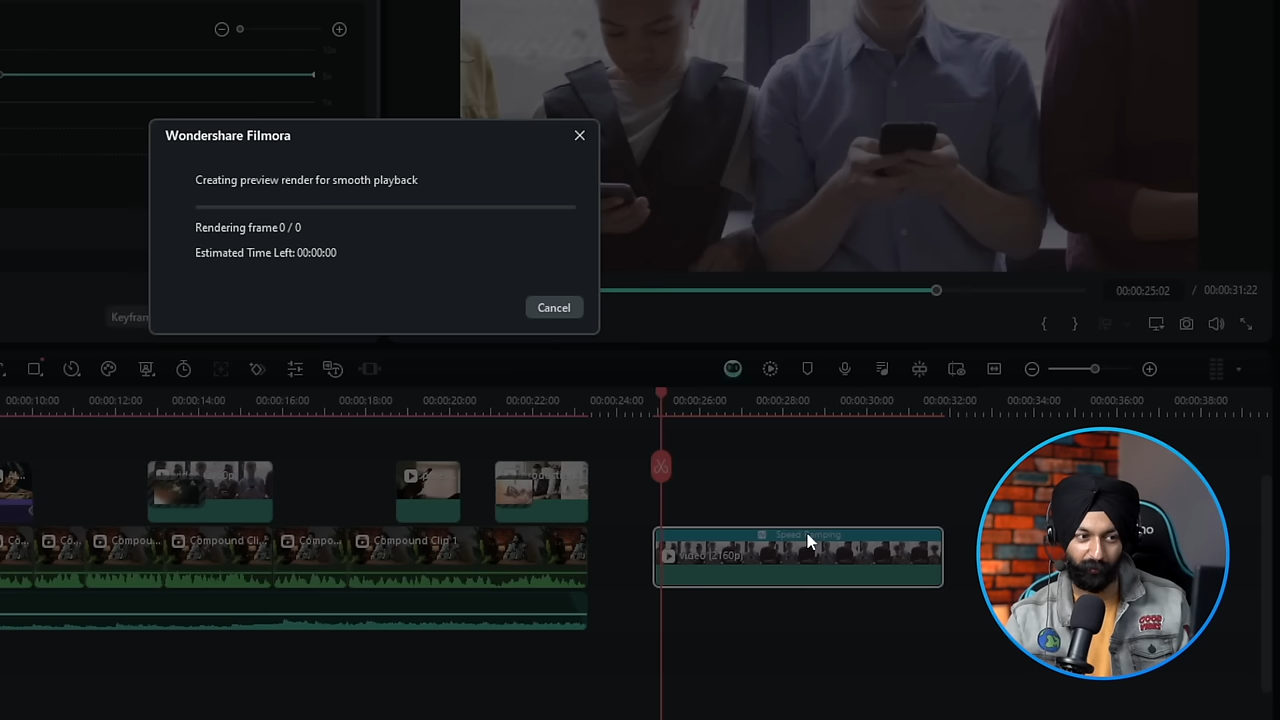 Wondershare Filmora
Creating preview render for smooth playback
Rendering frame 0 / 0
Estimated Time Left: 00:00:00
Cancel
00:00:25:02 / 00:00:31:22
00:00:10:00 00:00:12:00 00:00:14:00 00:00:16:00 00:00:18:00 00:00:20:00 00:00:22:00 00:00:24:00 00:00:26:00 00:00:28:00 00:00:30:00 00:00:32:00 00:00:34:00 00:00:36:00 00:00:38:00
Speed Ramping
Co... Co... Compou... Compound Cli... Compo... Compound Clip 1
video (2160p)
GOOD